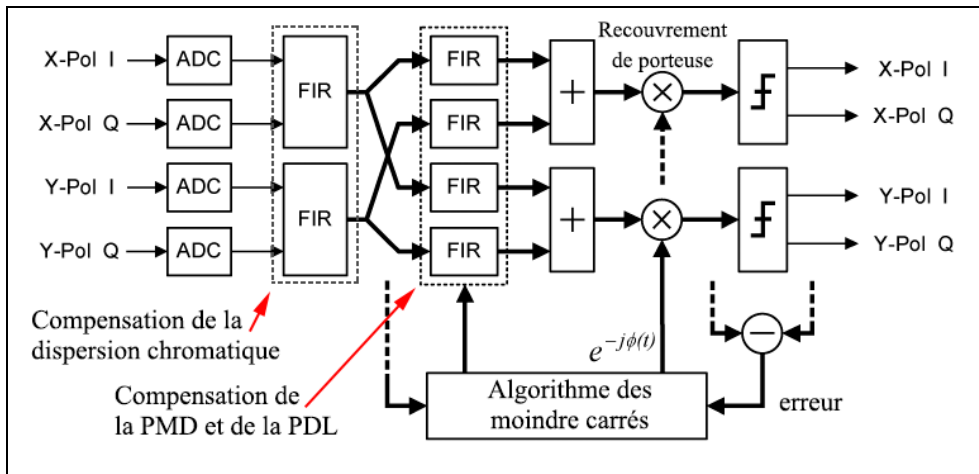 Recouvrement
de porteuse
X-Pol I
ADC
FIR
FIR
X-Pol I
X-Pol Q
ADC
FIR
X-Pol Q
Y-Pol I
ADC
FIR
FIR
Y-Pol I
Y-Pol Q
ADC
FIR
Y-Pol Q
+
×
+
×
−
Compensation de la
dispersion chromatique
e^{-jϕ(t)}
Compensation de
la PMD et de la PDL
Algorithme des
moindre carrés
erreur